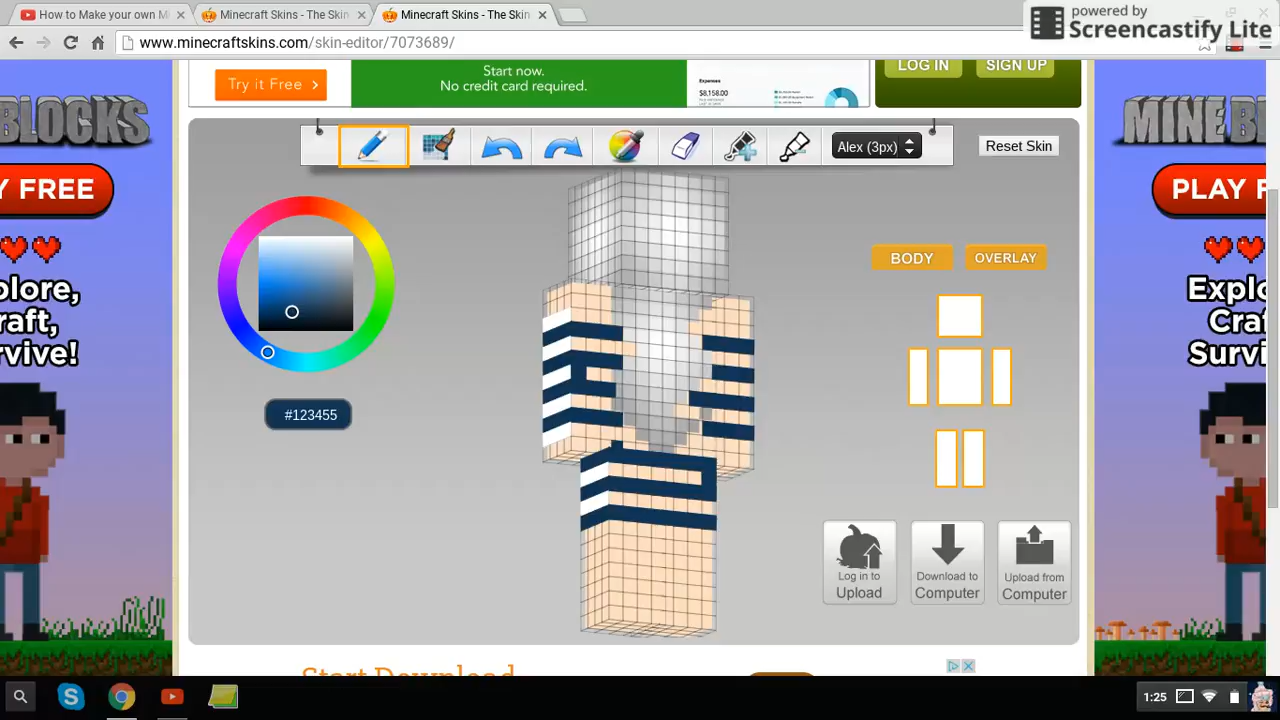 How to Make your own M
Minecraft Skins - The Skin
Minecraft Skins - The Skin
powered by
Screencastify Lite
www.minecraftskins.com/skin-editor/7073689/
Try it Free >
Start now.
No credit card required.
Expenses
$8,158.00
LOG IN
SIGN UP
BLOCKS
MINE B
Alex (3px)
Reset Skin
Y FREE
PLAY F
BODY
OVERLAY
plore,
raft,
rvive!
Explo
Cra
Survi
#123455
Log in to
Upload
Download to
Computer
Upload from
Computer
Start Download
1:25